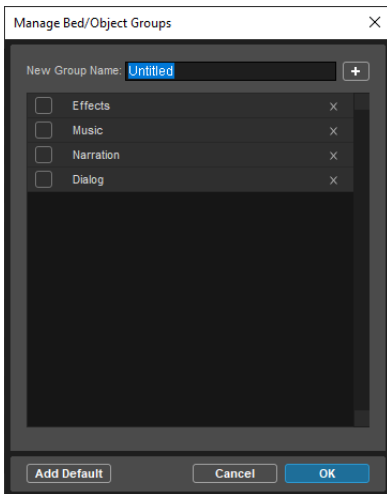 Manage Bed/Object Groups
New Group Name: Untitled +
Effects x
Music x
Narration x
Dialog x
Add Default Cancel OK